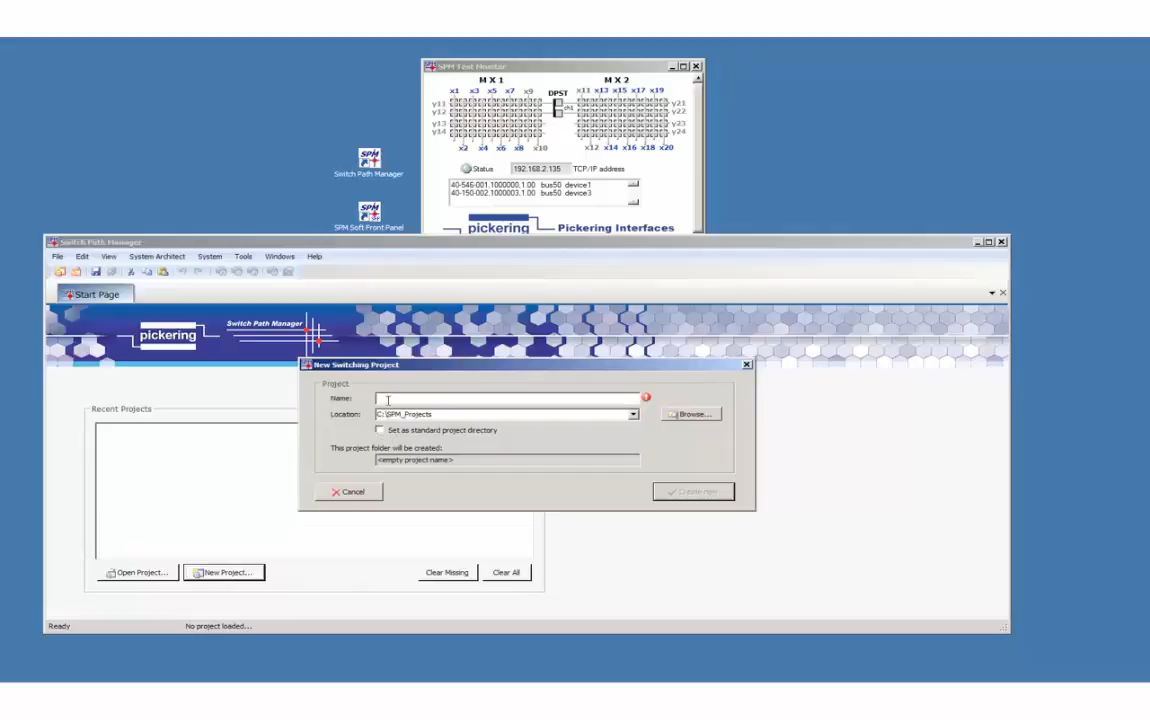 SPM Test Monitor
MX1 MX2
x1 x3 x5 x7 x9 DPST x11 x13 x15 x17 x19
y11 y21
y12 ch1 y22
y13 y23
y14 y24
x2 x4 x6 x8 x10 x12 x14 x16 x18 x20
SPM
Switch Path Manager
Status 192.168.2.135 TCP/IP address
40-546-001,1000000,1.00 bus50 device1
40-150-002,1000003,1.00 bus50 device3
SPM
SPM Soft Front Panel
pickering Pickering Interfaces
Switch Path Manager
File Edit View System Architect System Tools Windows Help
Start Page
pickering Switch Path Manager
New Switching Project
Project
Name:
Location: C:\SPM_Projects Browse...
Set as standard project directory
This project folder will be created:
<empty project name>
Cancel Create new
Recent Projects
Open Project... New Project... Clear Missing Clear All
Ready No project loaded...